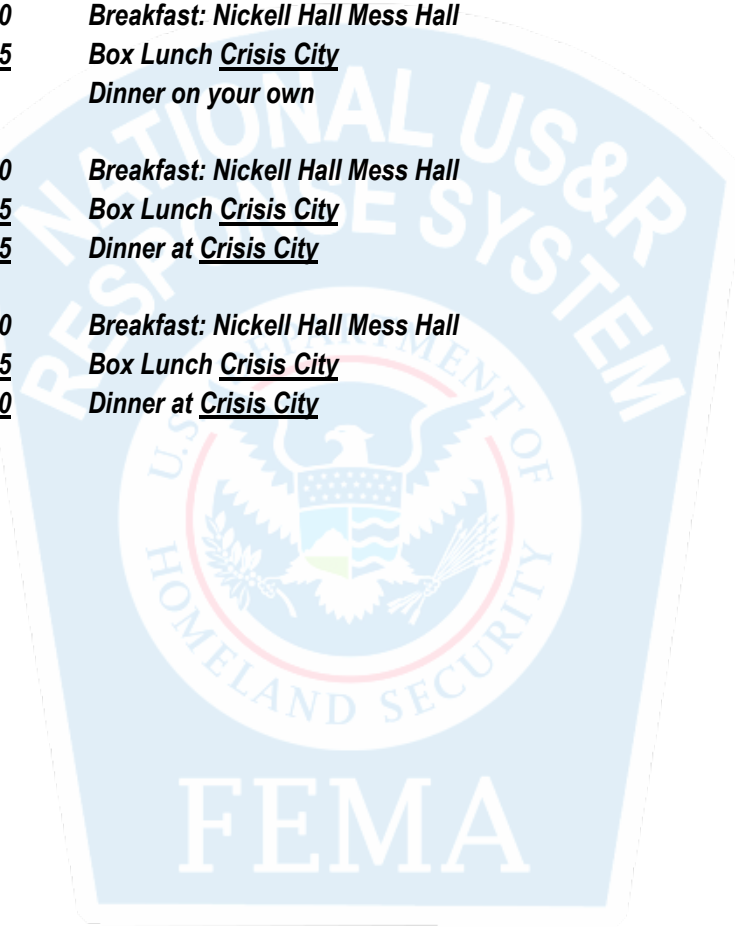 0 Breakfast: Nickell Hall Mess Hall
5 Box Lunch Crisis City
Dinner on your own
0 Breakfast: Nickell Hall Mess Hall
5 Box Lunch Crisis City
5 Dinner at Crisis City
0 Breakfast: Nickell Hall Mess Hall
5 Box Lunch Crisis City
0 Dinner at Crisis City
NATIONAL US&R
RESPONSE SYSTEM
U.S. DEPARTMENT OF
HOMELAND SECURITY
FEMA